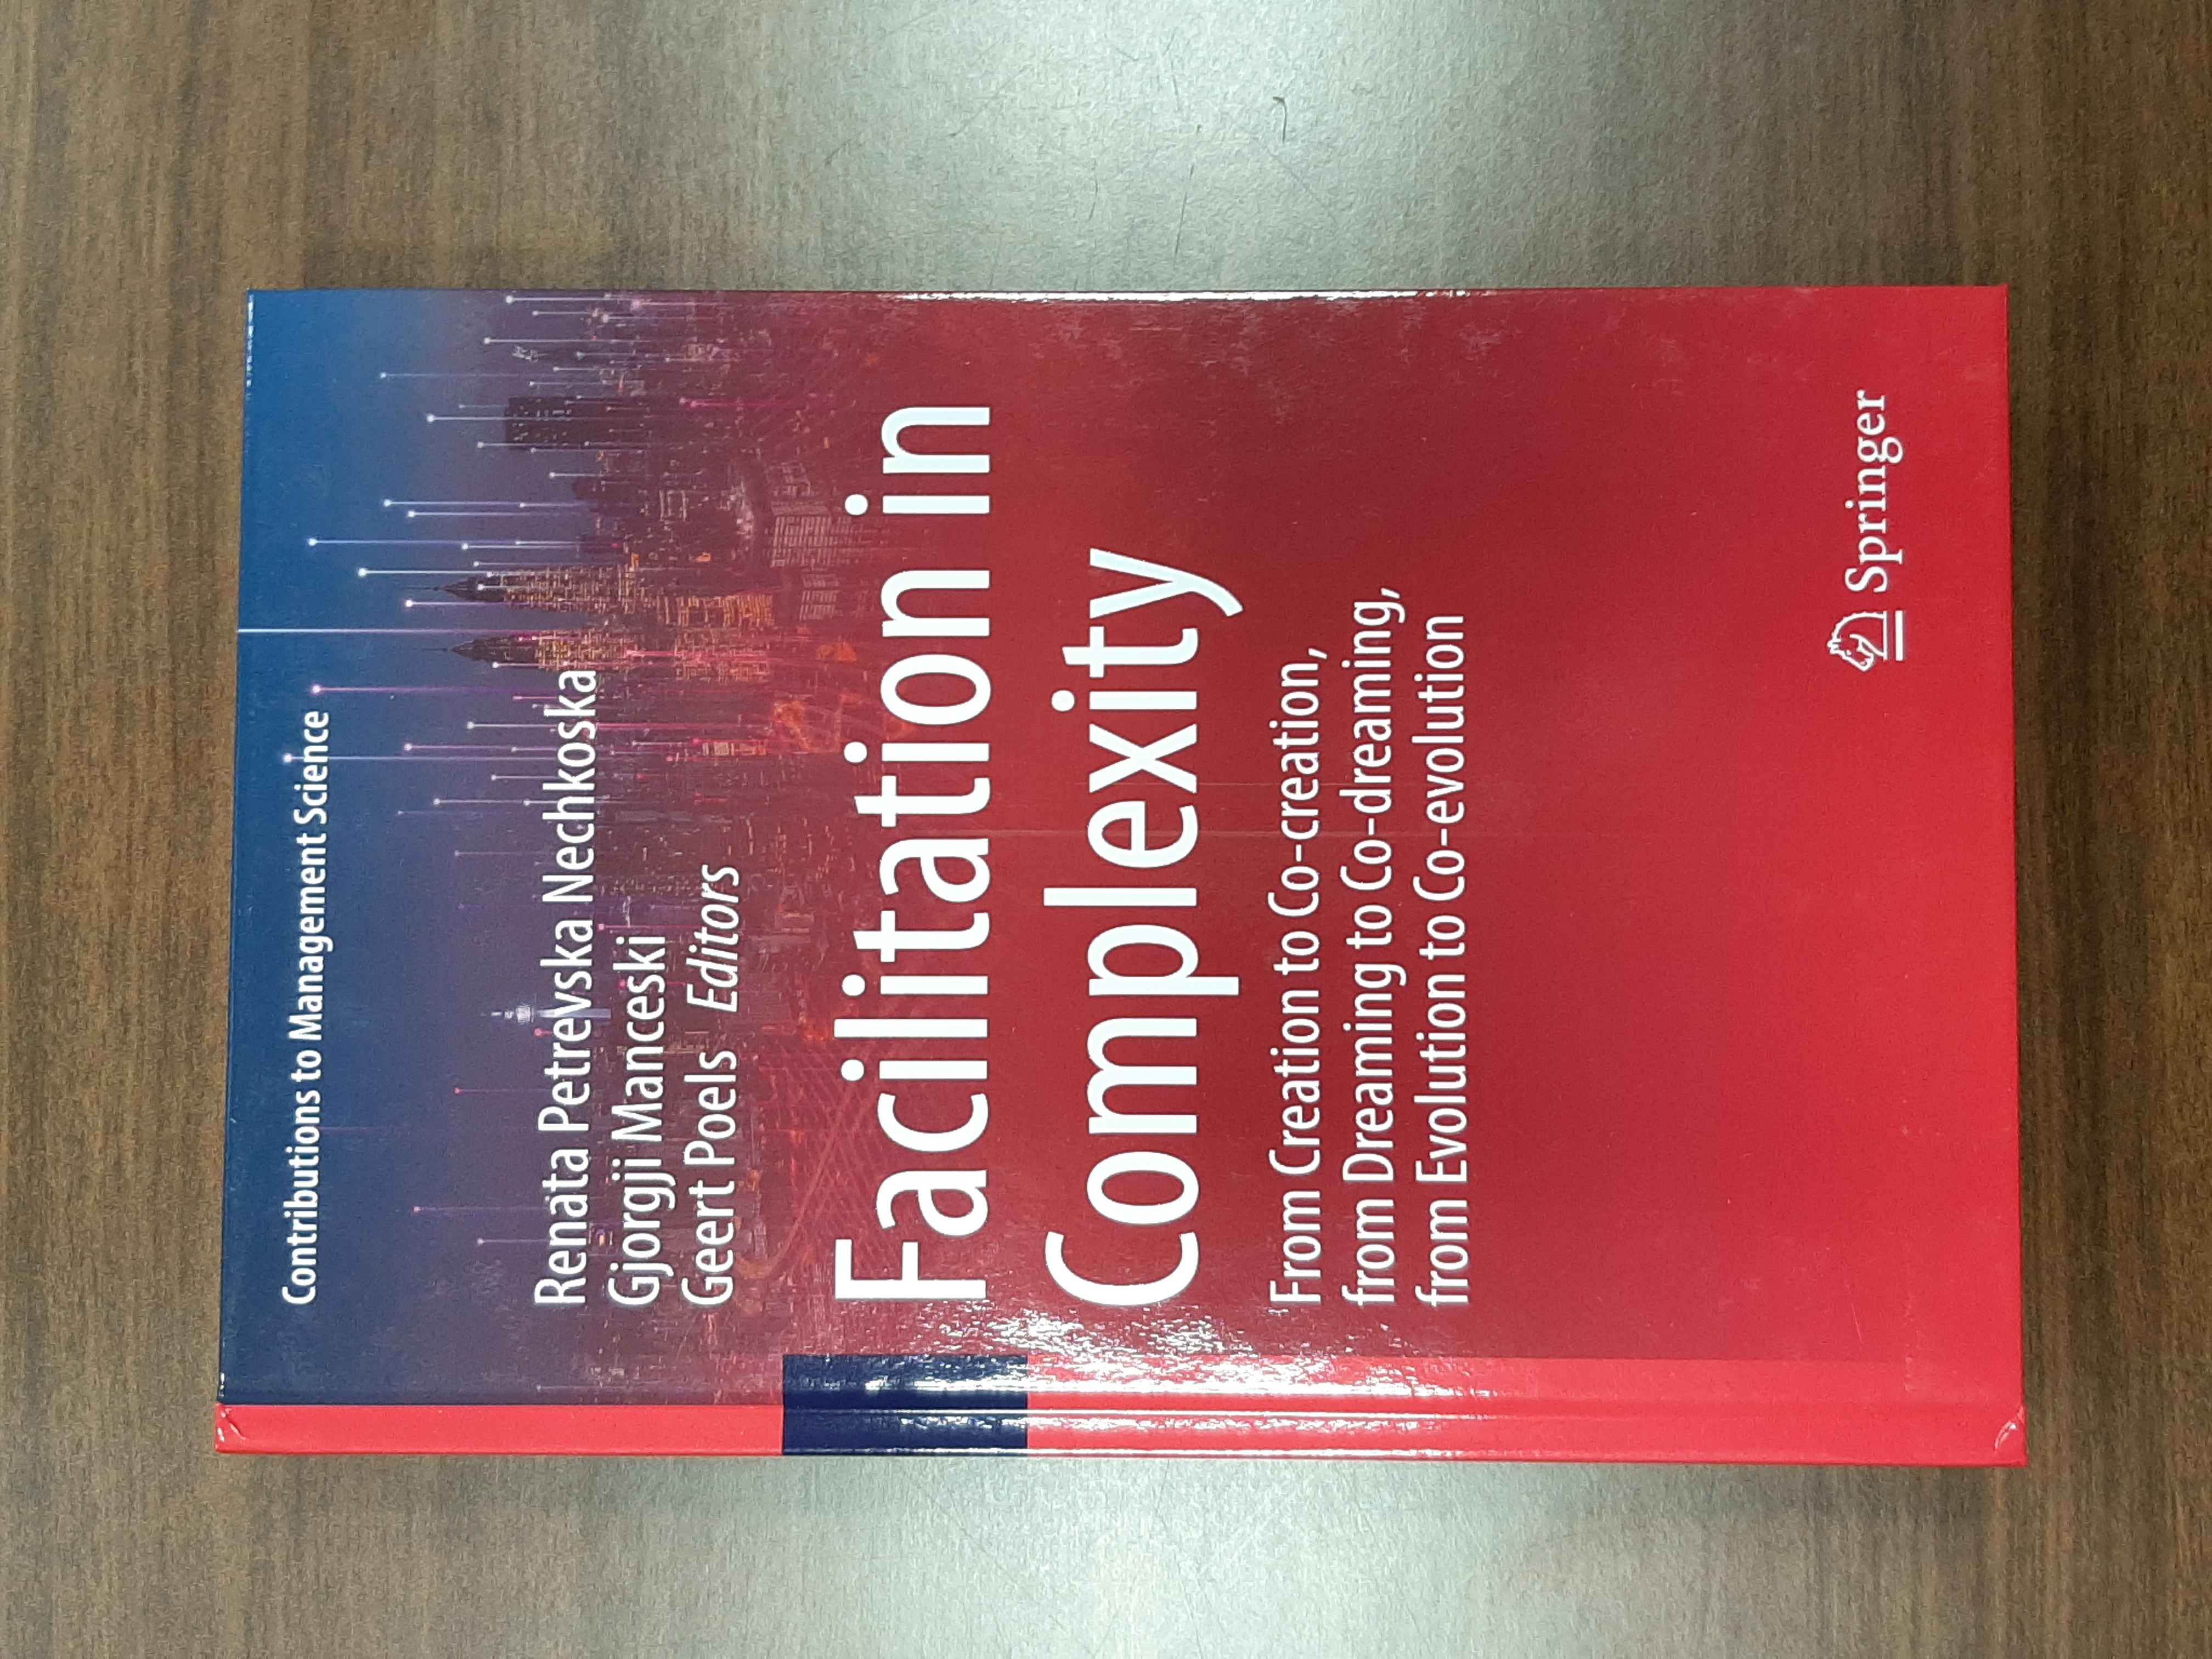 Contributions to Management Science
Renata Petrevska Nechkoska
Gjorgji Manceski
Geert Poels Editors
Facilitation in
Complexity
From Creation to Co-creation,
from Dreaming to Co-dreaming,
from Evolution to Co-evolution
Springer